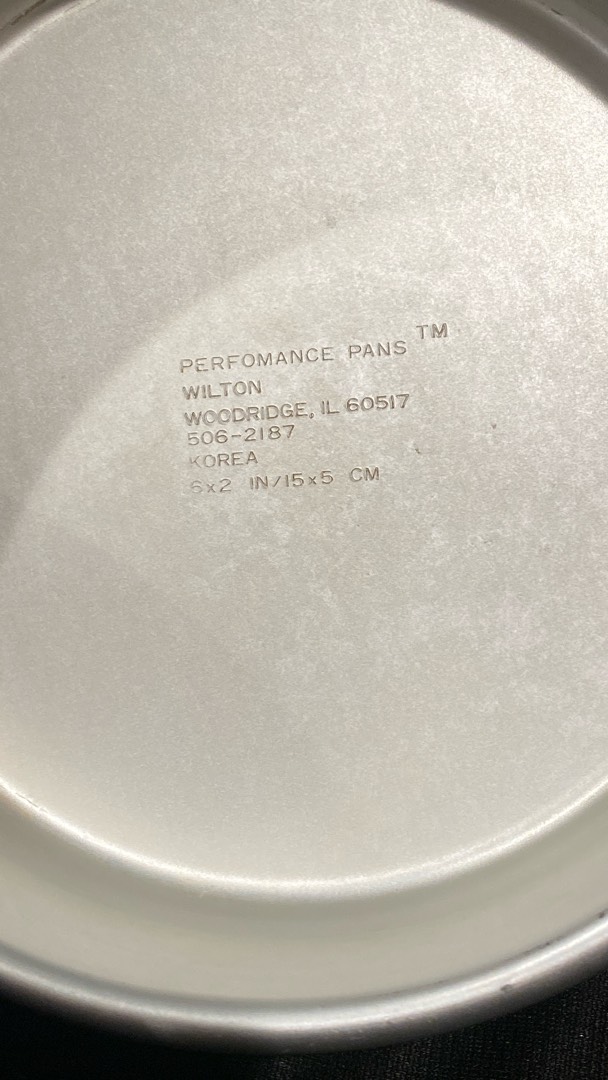 PERFOMANCE PANS TM
WILTON
WOODRIDGE, IL 60517
506-2187
KOREA
6x2 IN/15x5 CM